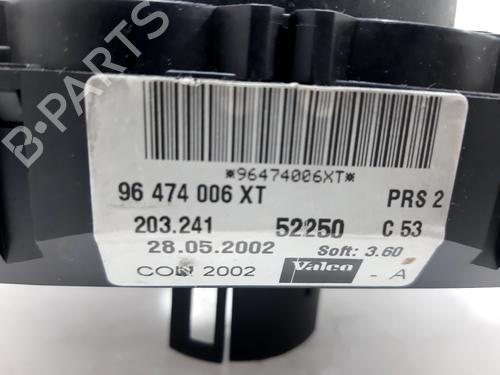 B-PARTS
*96474006XT*
96 474 006 XT PRS 2
203.241 52250 C 53
28.05.2002 Soft: 3.60
2002 Valeo - A